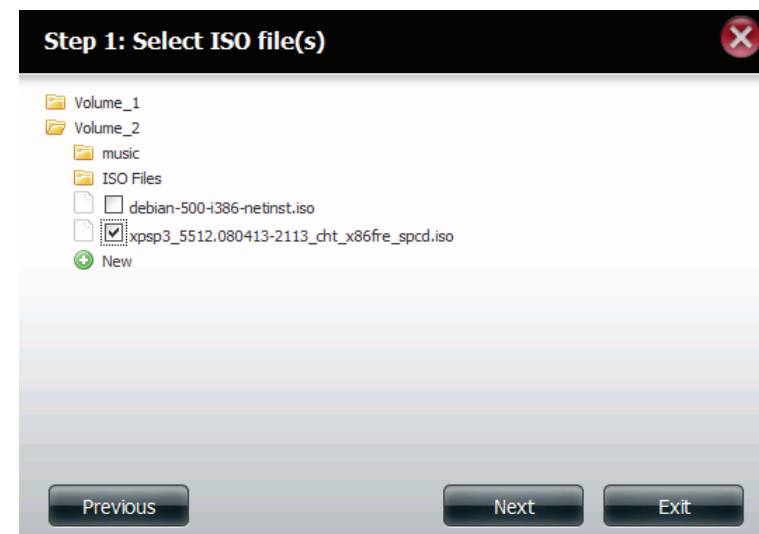 Step 1: Select ISO file(s)
Volume_1
Volume_2
music
ISO Files
debian-500-i386-netinst.iso
xpsp3_5512.080413-2113_cht_x86fre_spcd.iso
New
Previous
Next
Exit